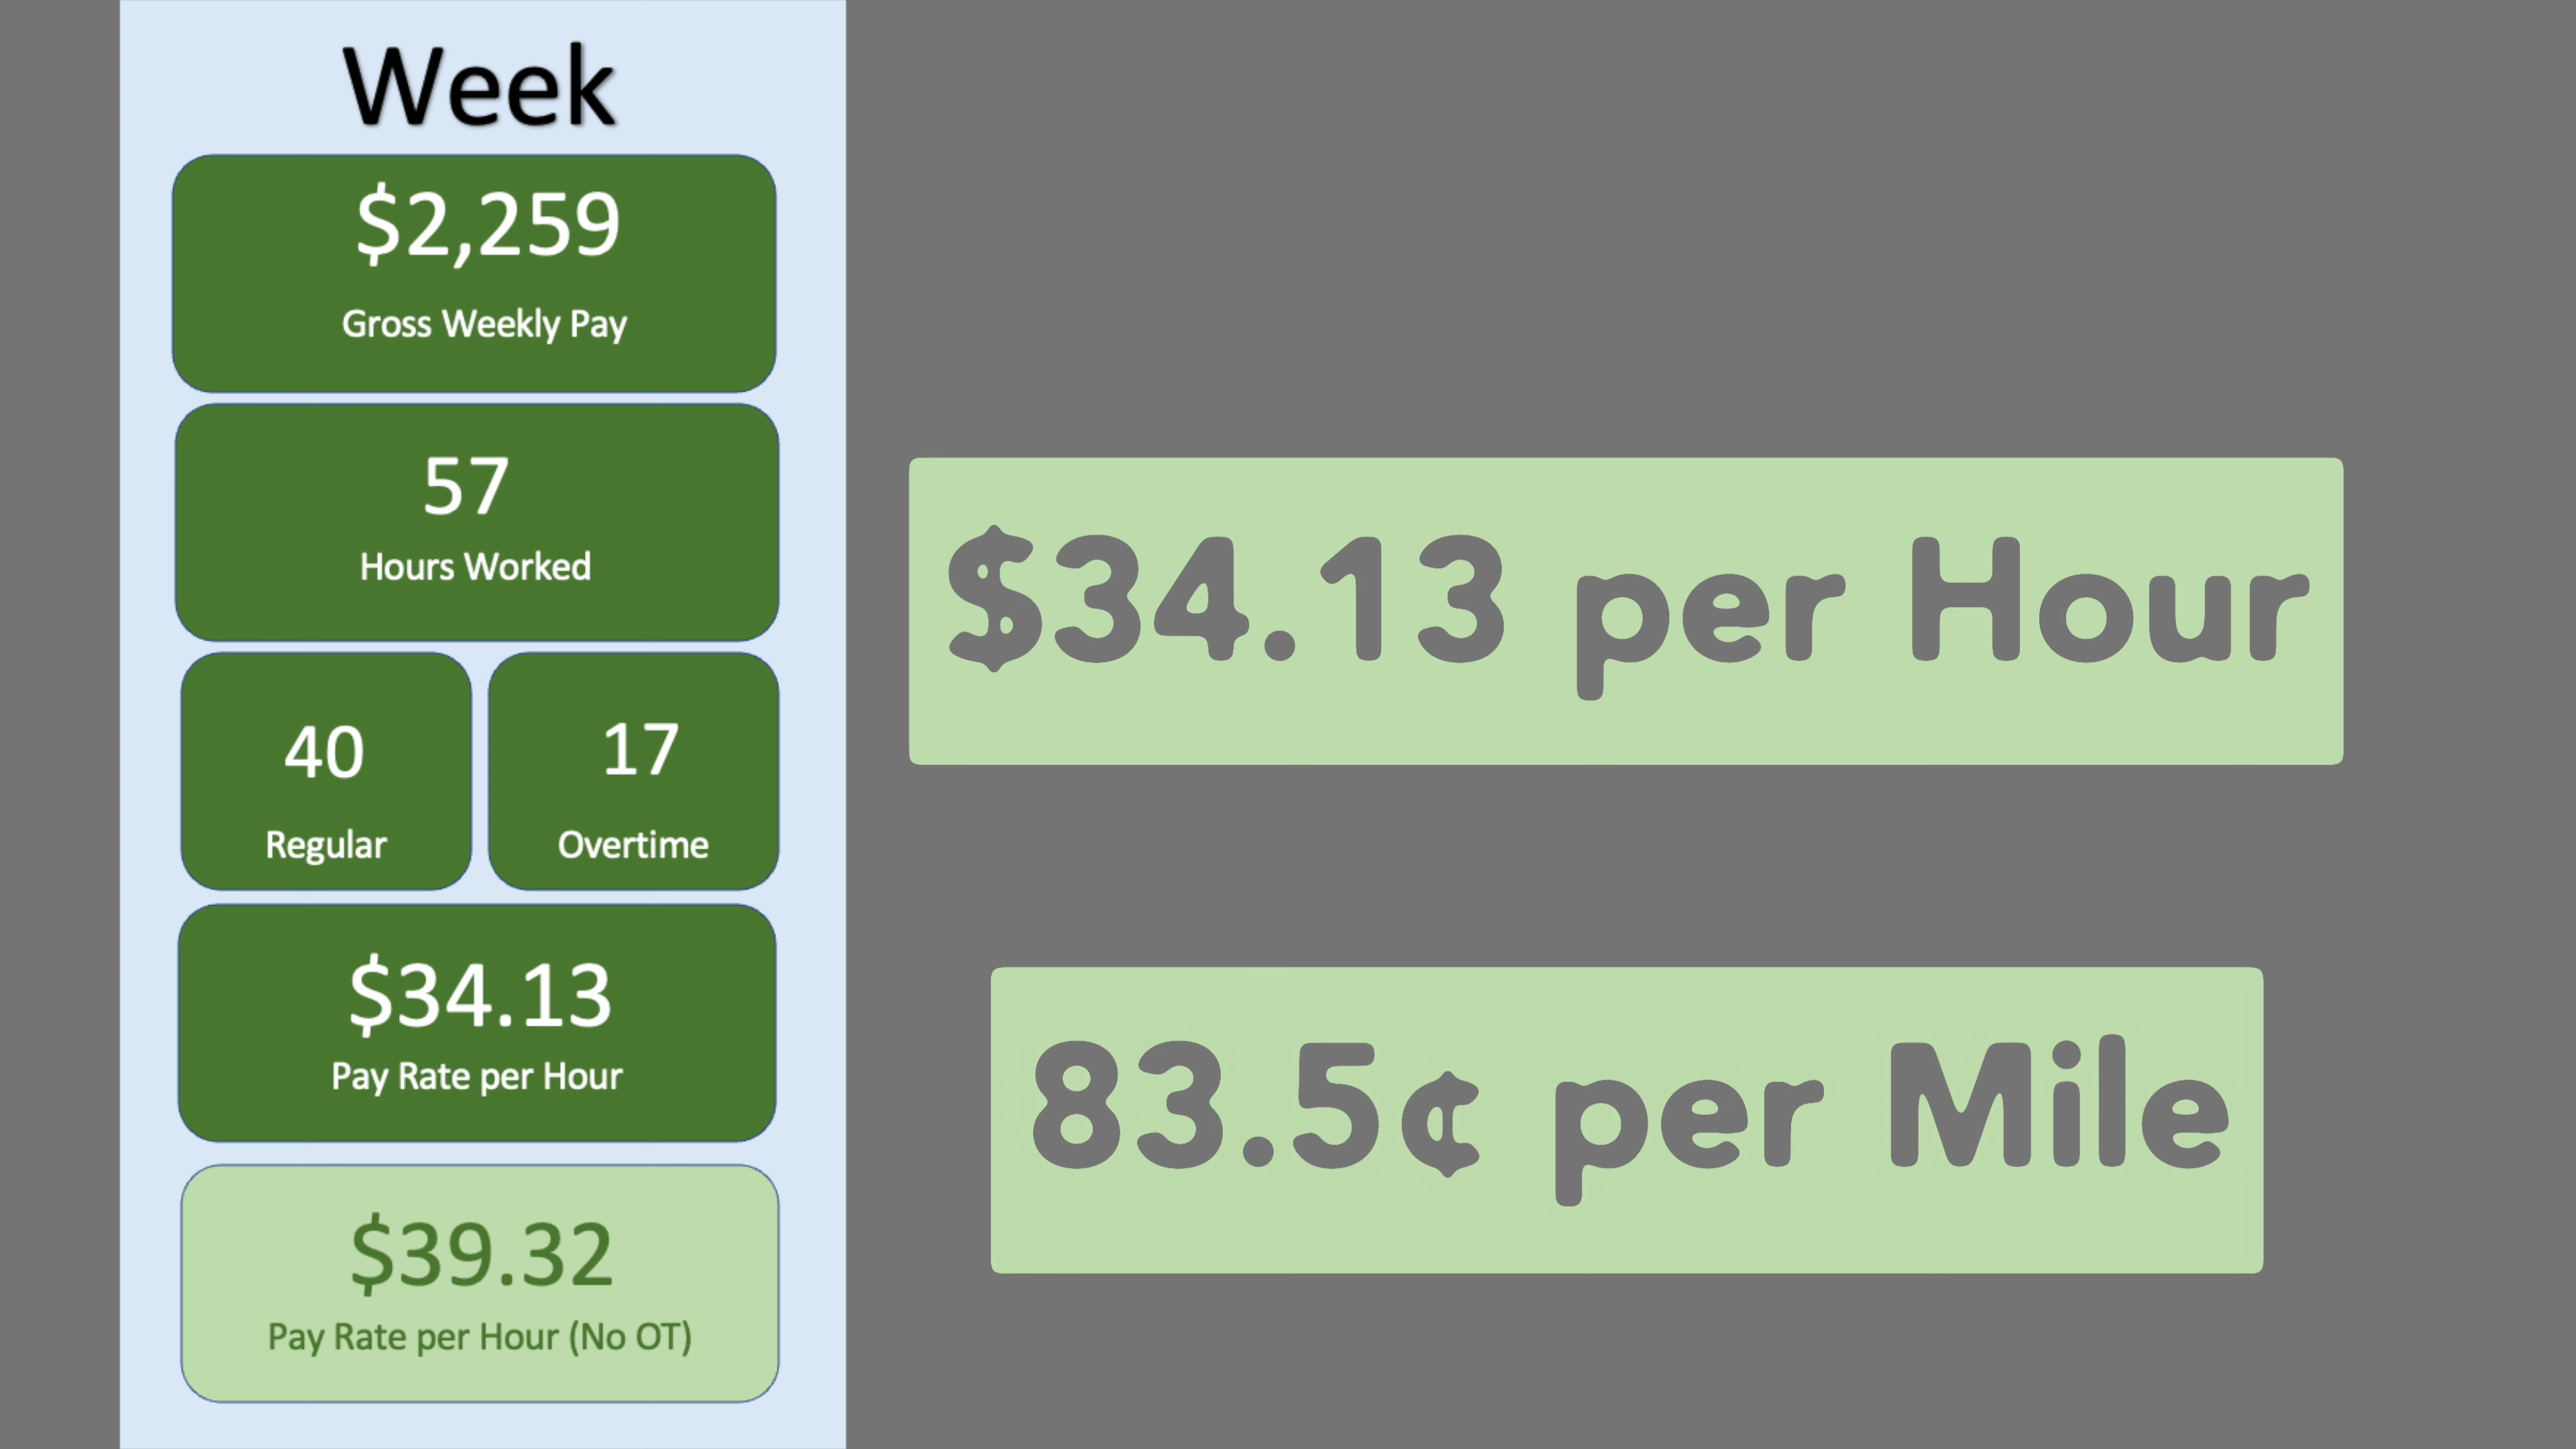 Week
$2,259
Gross Weekly Pay
57
Hours Worked
40
Regular
17
Overtime
$34.13
Pay Rate per Hour
$39.32
Pay Rate per Hour (No OT)
$34.13 per Hour
83.5¢ per Mile